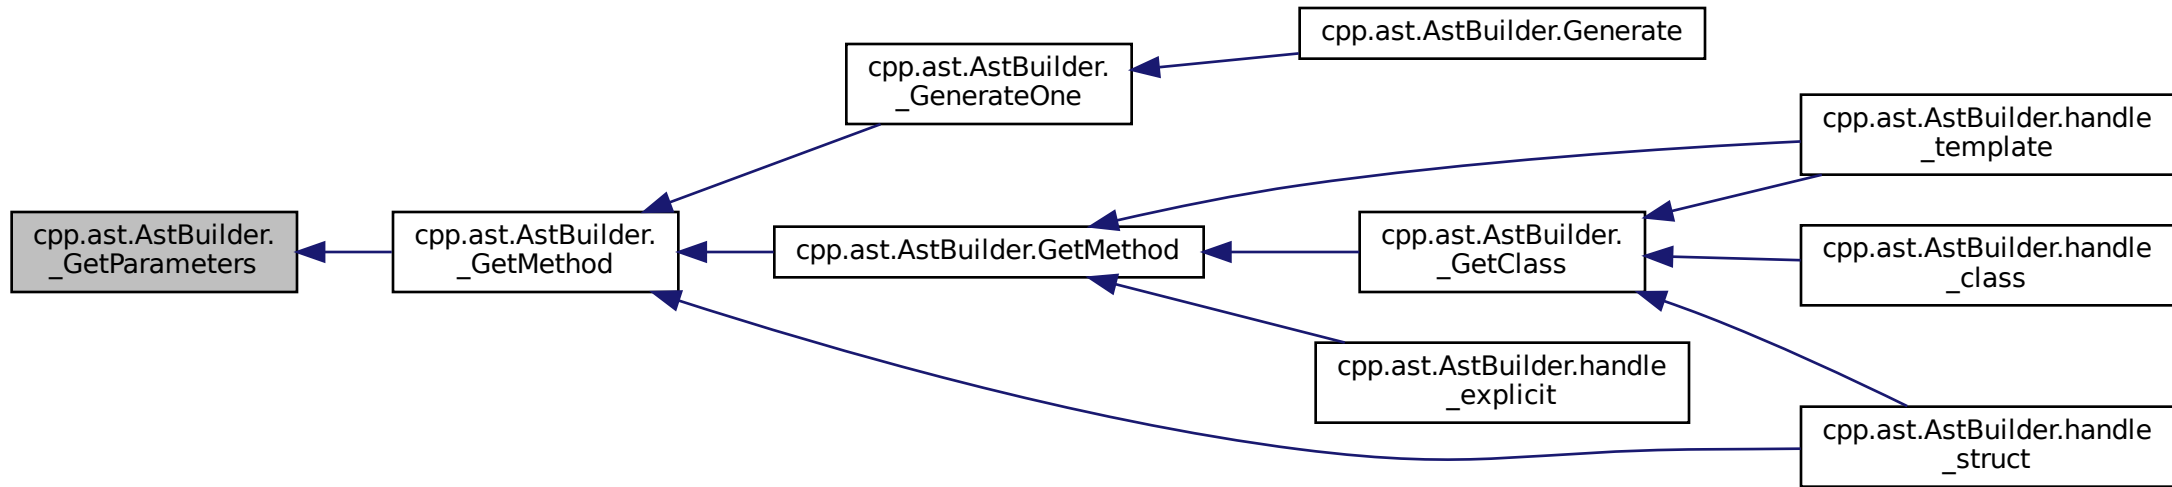 cpp.ast.AstBuilder.
_GetParameters
cpp.ast.AstBuilder.
_GetMethod
cpp.ast.AstBuilder.
_GenerateOne
cpp.ast.AstBuilder.Generate
cpp.ast.AstBuilder.GetMethod
cpp.ast.AstBuilder.
_GetClass
cpp.ast.AstBuilder.handle
_explicit
cpp.ast.AstBuilder.handle
_template
cpp.ast.AstBuilder.handle
_class
cpp.ast.AstBuilder.handle
_struct